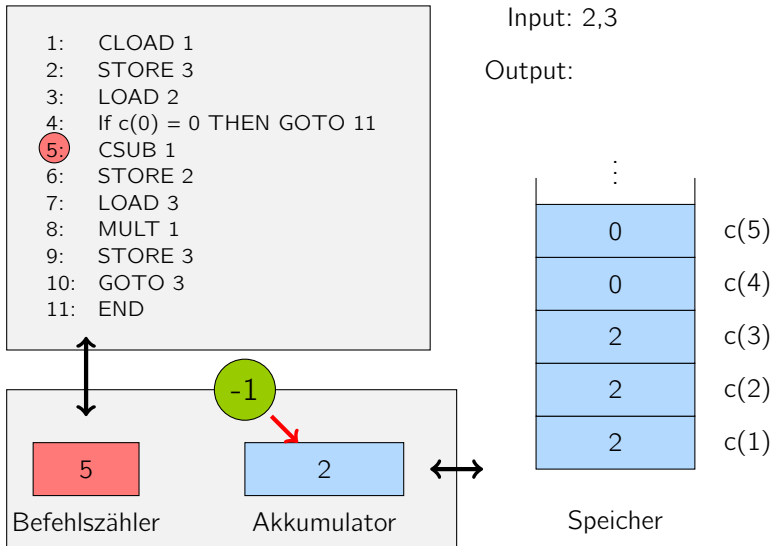 1: CLOAD 1
2: STORE 3
3: LOAD 2
4: If c(0) = 0 THEN GOTO 11
5: CSUB 1
6: STORE 2
7: LOAD 3
8: MULT 1
9: STORE 3
10: GOTO 3
11: END
Input: 2,3
Output:
⋮
0 c(5)
0 c(4)
2 c(3)
2 c(2)
2 c(1)
Speicher
-1
5
2
Befehlszähler
Akkumulator